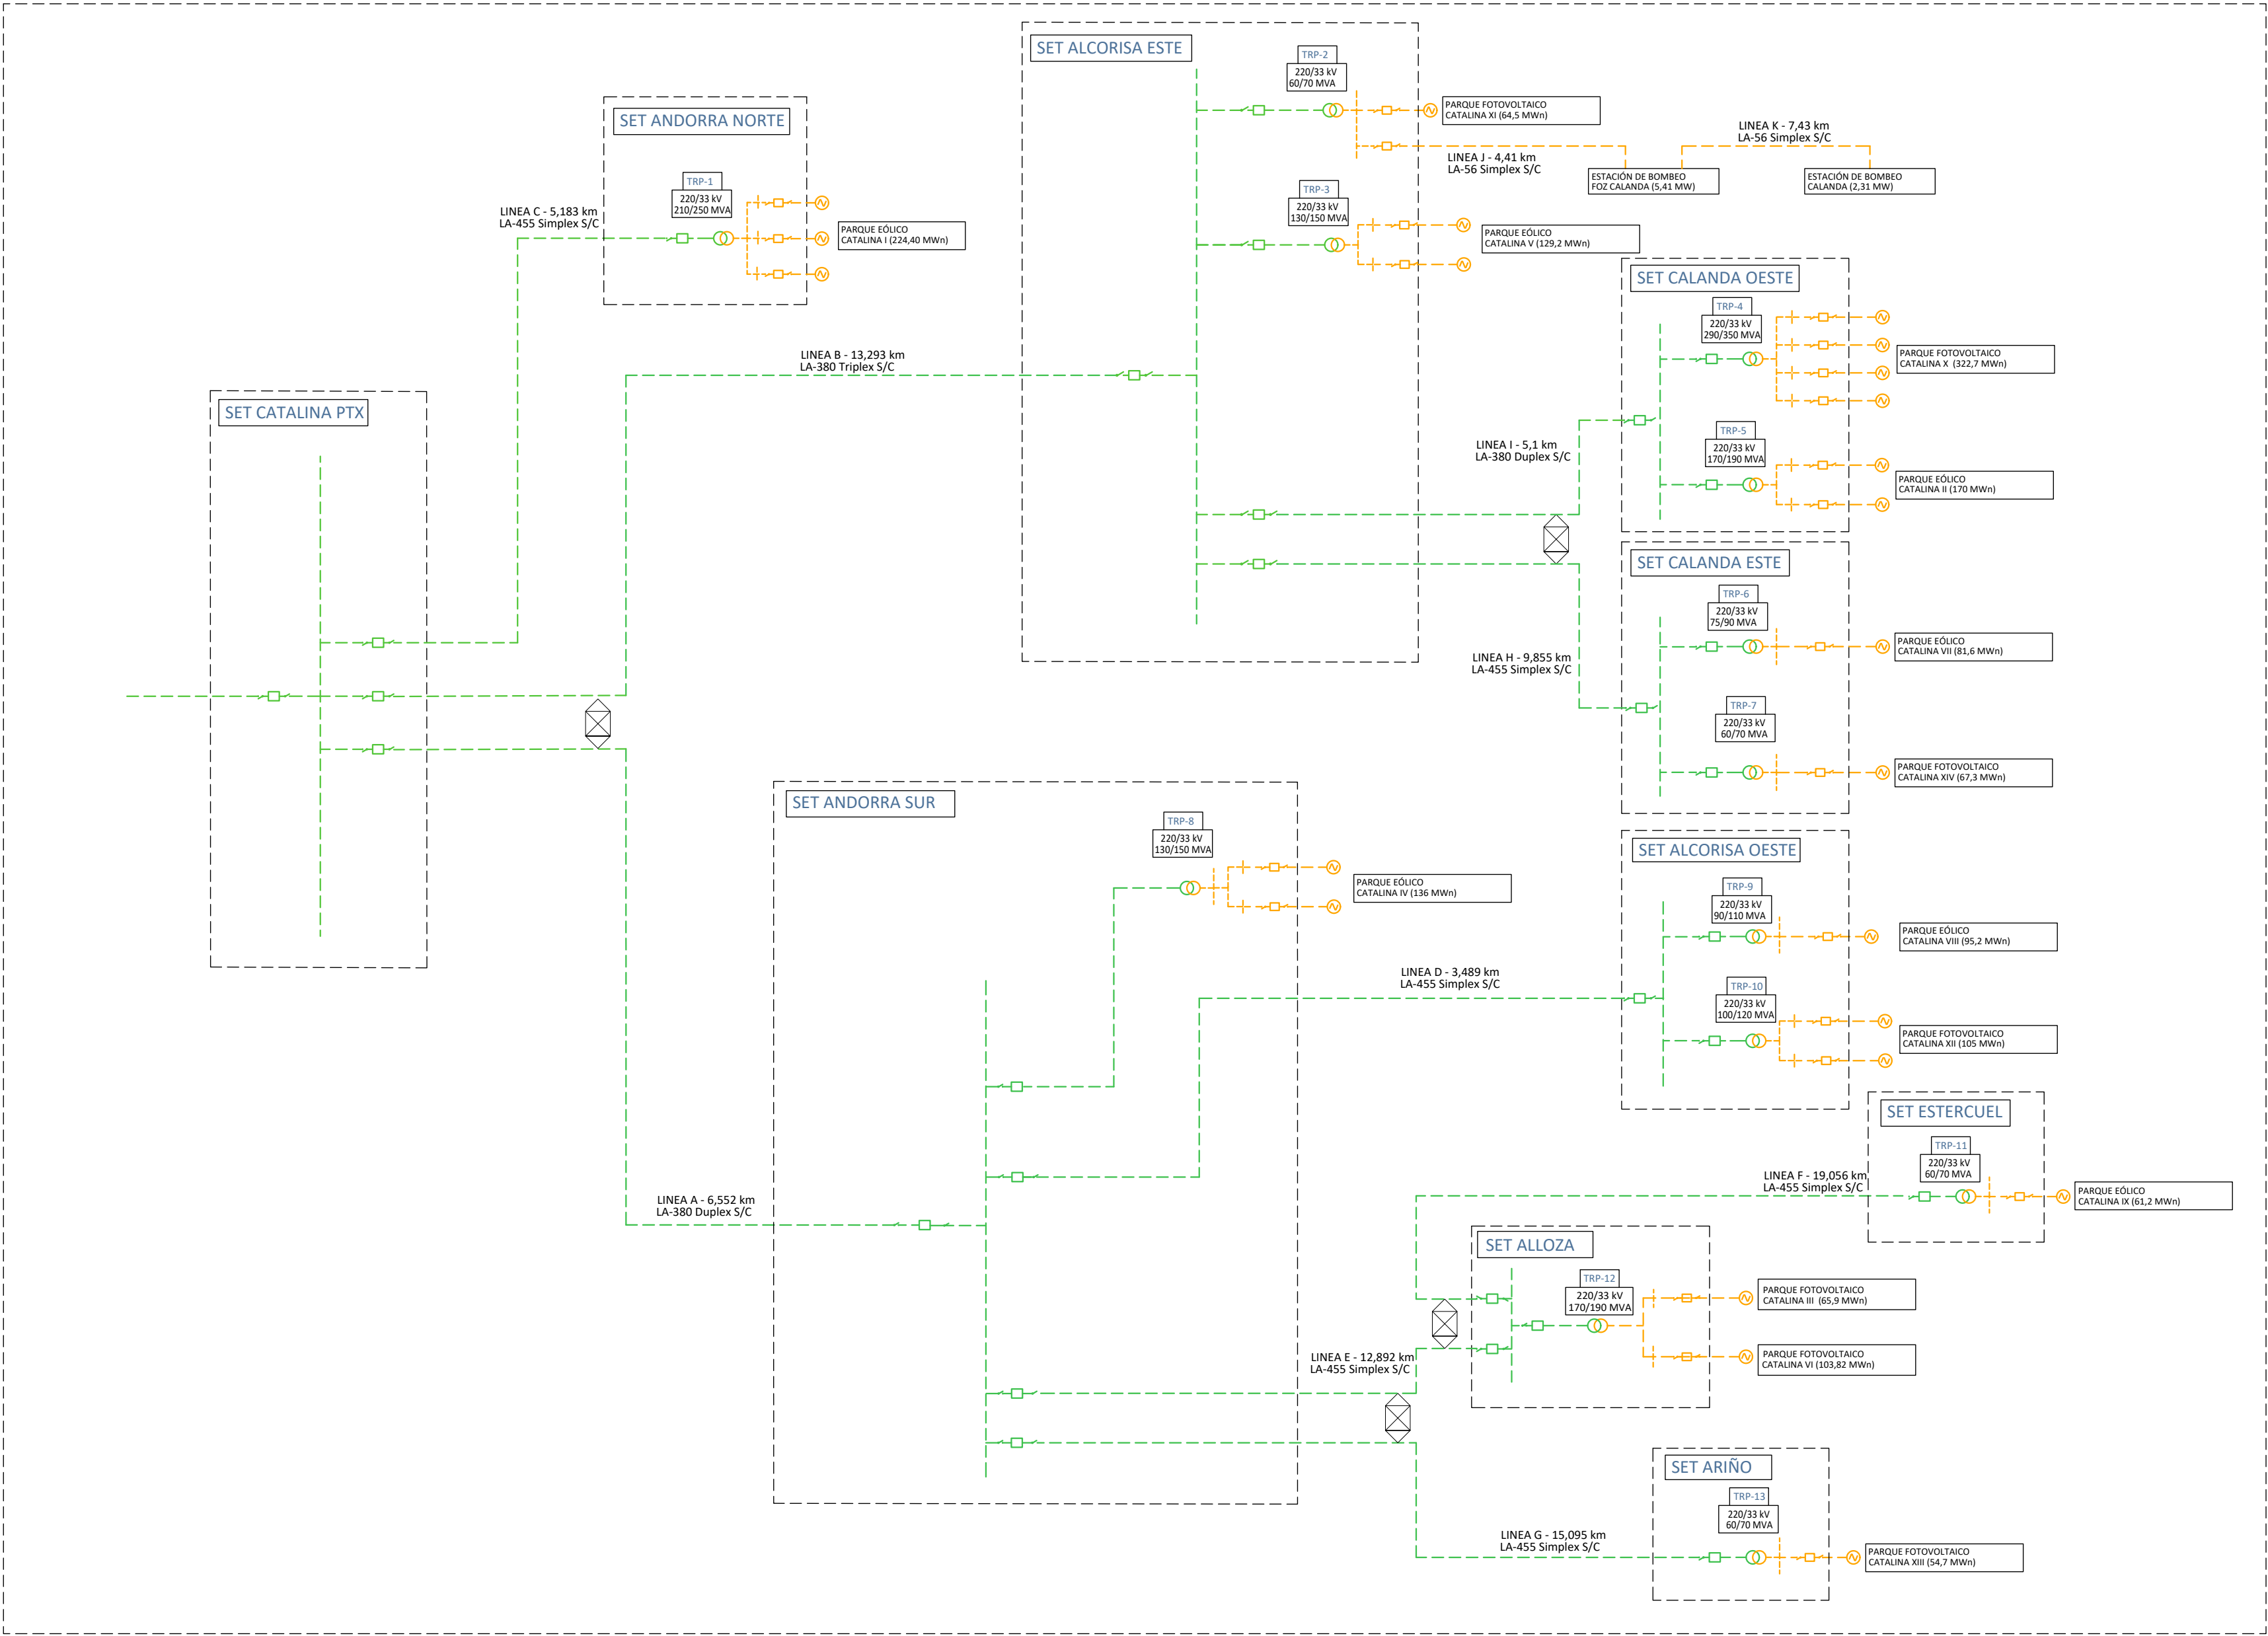 SET ALCORISA ESTE
TRP-2
220/33 kV
60/70 MVA
PARQUE FOTOVOLTAICO
CATALINA XI (64,5 MWn)
LINEA K - 7,43 km
LA-56 Simplex S/C
LINEA J - 4,41 km
LA-56 Simplex S/C
ESTACIÓN DE BOMBEO
FOZ CALANDA (5,41 MW)
ESTACIÓN DE BOMBEO
CALANDA (2,31 MW)
TRP-3
220/33 kV
130/150 MVA
PARQUE EÓLICO
CATALINA V (129,2 MWn)
SET ANDORRA NORTE
TRP-1
220/33 kV
210/250 MVA
LINEA C - 5,183 km
LA-455 Simplex S/C
PARQUE EÓLICO
CATALINA I (224,40 MWn)
SET CALANDA OESTE
TRP-4
220/33 kV
290/350 MVA
PARQUE FOTOVOLTAICO
CATALINA X (322,7 MWn)
LINEA B - 13,293 km
LA-380 Triplex S/C
SET CATALINA PTX
LINEA I - 5,1 km
LA-380 Duplex S/C
TRP-5
220/33 kV
170/190 MVA
PARQUE EÓLICO
CATALINA II (170 MWn)
SET CALANDA ESTE
TRP-6
220/33 kV
75/90 MVA
PARQUE EÓLICO
CATALINA VII (81,6 MWn)
LINEA H - 9,855 km
LA-455 Simplex S/C
TRP-7
220/33 kV
60/70 MVA
PARQUE FOTOVOLTAICO
CATALINA XIV (67,3 MWn)
SET ANDORRA SUR
TRP-8
220/33 kV
130/150 MVA
PARQUE EÓLICO
CATALINA IV (136 MWn)
SET ALCORISA OESTE
TRP-9
220/33 kV
90/110 MVA
PARQUE EÓLICO
CATALINA VIII (95,2 MWn)
LINEA D - 3,489 km
LA-455 Simplex S/C
TRP-10
220/33 kV
100/120 MVA
PARQUE FOTOVOLTAICO
CATALINA XII (105 MWn)
SET ESTERCUEL
TRP-11
220/33 kV
60/70 MVA
LINEA F - 19,056 km
LA-455 Simplex S/C
PARQUE EÓLICO
CATALINA IX (61,2 MWn)
LINEA A - 6,552 km
LA-380 Duplex S/C
SET ALLOZA
TRP-12
220/33 kV
170/190 MVA
PARQUE FOTOVOLTAICO
CATALINA III (65,9 MWn)
LINEA E - 12,892 km
LA-455 Simplex S/C
PARQUE FOTOVOLTAICO
CATALINA VI (103,82 MWn)
SET ARIÑO
TRP-13
220/33 kV
60/70 MVA
LINEA G - 15,095 km
LA-455 Simplex S/C
PARQUE FOTOVOLTAICO
CATALINA XIII (54,7 MWn)